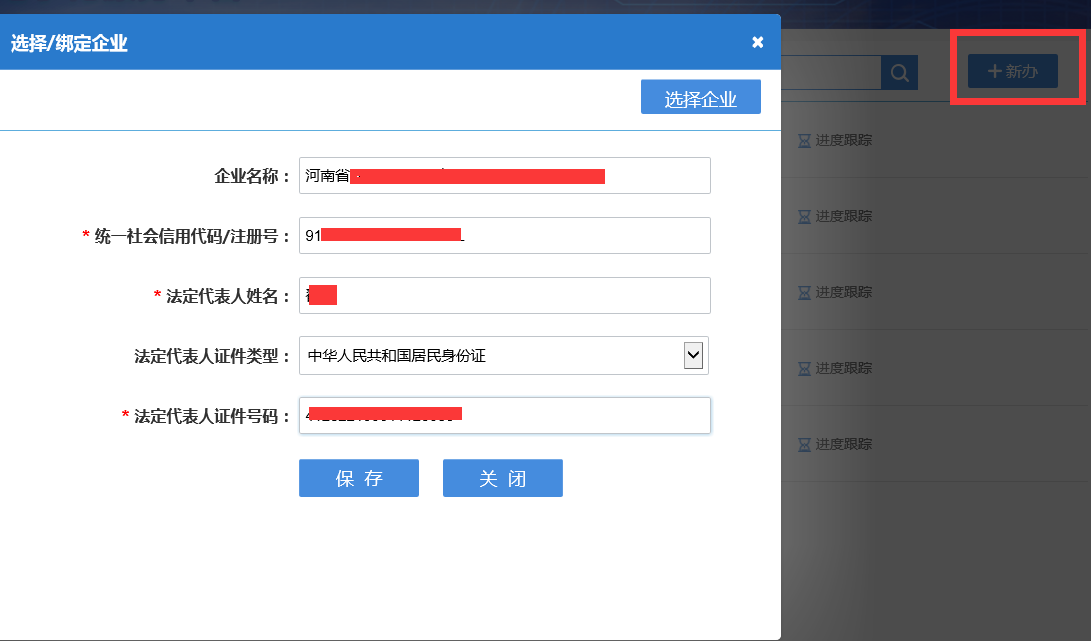 选择/绑定企业
+新办
选择企业
进度跟踪
企业名称： 河南省
进度跟踪
* 统一社会信用代码/注册号： 91
进度跟踪
* 法定代表人姓名：
法定代表人证件类型： 中华人民共和国居民身份证
进度跟踪
* 法定代表人证件号码：
进度跟踪
保 存
关 闭